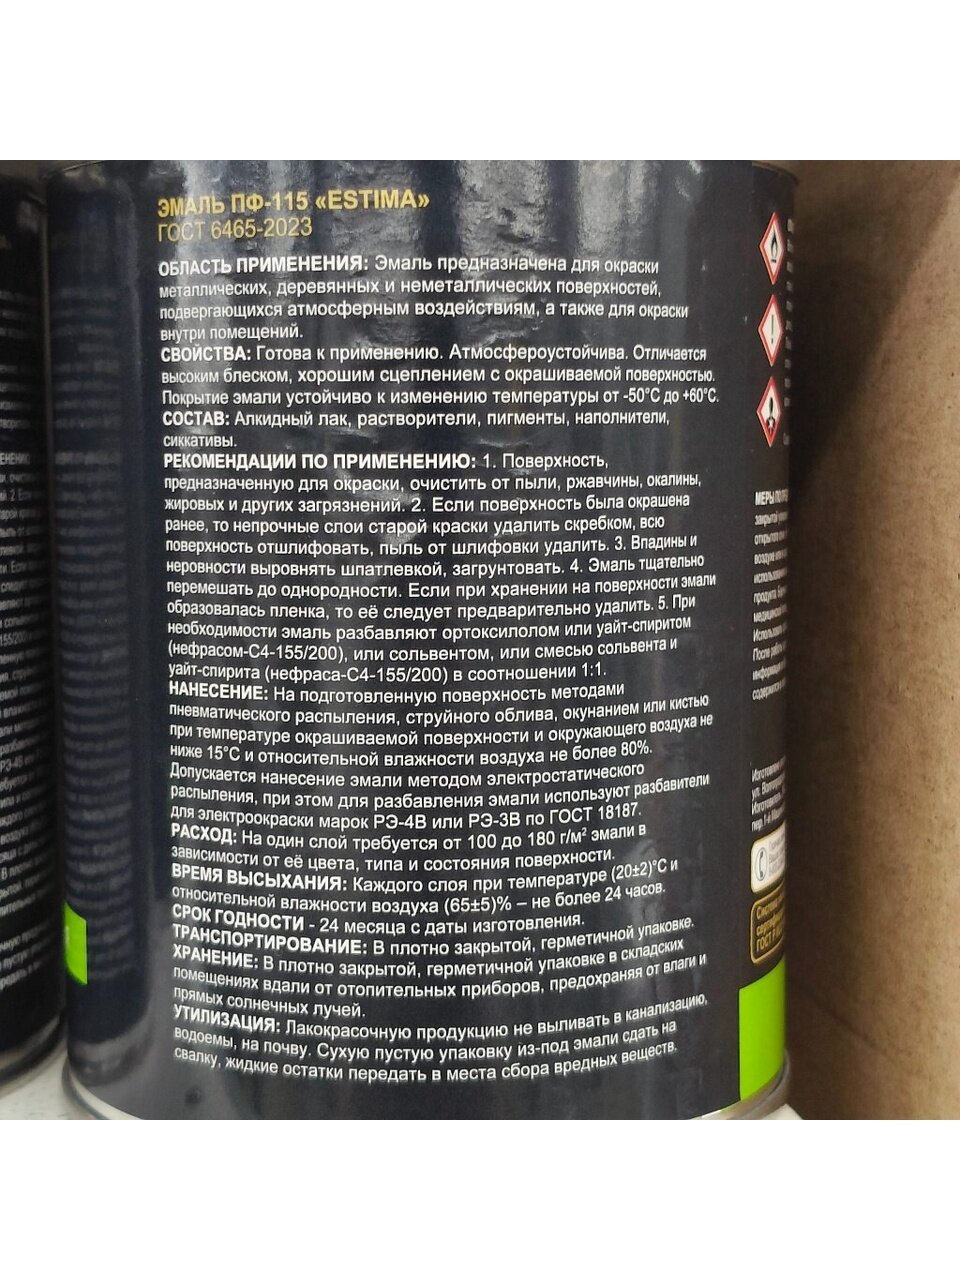 ЭМАЛЬ ПФ-115 «ESTIMA»
ГОСТ 6465-2023
ОБЛАСТЬ ПРИМЕНЕНИЯ: Эмаль предназначена для окраски
металлических, деревянных и неметаллических поверхностей,
подвергающихся атмосферным воздействиям, а также для окраски
внутри помещений.
СВОЙСТВА: Готова к применению. Атмосфероустойчива. Отличается
высоким блеском, хорошим сцеплением с окрашиваемой поверхностью.
Покрытие эмали устойчиво к изменению температуры от -50°С до +60°С.
СОСТАВ: Алкидный лак, растворители, пигменты, наполнители,
сиккативы.
РЕКОМЕНДАЦИИ ПО ПРИМЕНЕНИЮ: 1. Поверхность,
предназначенную для окраски, очистить от пыли, ржавчины, окалины,
жировых и других загрязнений. 2. Если поверхность была окрашена
ранее, то непрочные слои старой краски удалить скребком, всю
поверхность отшлифовать, пыль от шлифовки удалить. 3. Впадины и
неровности выровнять шпатлевкой, загрунтовать. 4. Эмаль тщательно
перемешать до однородности. Если при хранении на поверхности эмали
образовалась пленка, то её следует предварительно удалить. 5. При
необходимости эмаль разбавляют ортоксилолом или уайт-спиритом
(нефрасом-С4-155/200), или сольвентом, или смесью сольвента и
уайт-спирита (нефраса-С4-155/200) в соотношении 1:1.
НАНЕСЕНИЕ: На подготовленную поверхность методами
пневматического распыления, струйного облива, окунанием или кистью
при температуре окрашиваемой поверхности и окружающего воздуха не
ниже 15°С и относительной влажности воздуха не более 80%.
Допускается нанесение эмали методом электростатического
распыления, при этом для разбавления эмали используют разбавители
для электроокраски марок РЭ-4В или РЭ-3В по ГОСТ 18187.
РАСХОД: На один слой требуется от 100 до 180 г/м² эмали в
зависимости от её цвета, типа и состояния поверхности.
ВРЕМЯ ВЫСЫХАНИЯ: Каждого слоя при температуре (20±2)°С и
относительной влажности воздуха (65±5)% – не более 24 часов.
СРОК ГОДНОСТИ - 24 месяца с даты изготовления.
ТРАНСПОРТИРОВАНИЕ: В плотно закрытой, герметичной упаковке.
ХРАНЕНИЕ: В плотно закрытой, герметичной упаковке в складских
помещениях вдали от отопительных приборов, предохраняя от влаги и
прямых солнечных лучей.
УТИЛИЗАЦИЯ: Лакокрасочную продукцию не выливать в канализацию,
водоемы, на почву. Сухую пустую упаковку из-под эмали сдать на
свалку, жидкие остатки передать в места сбора вредных веществ.